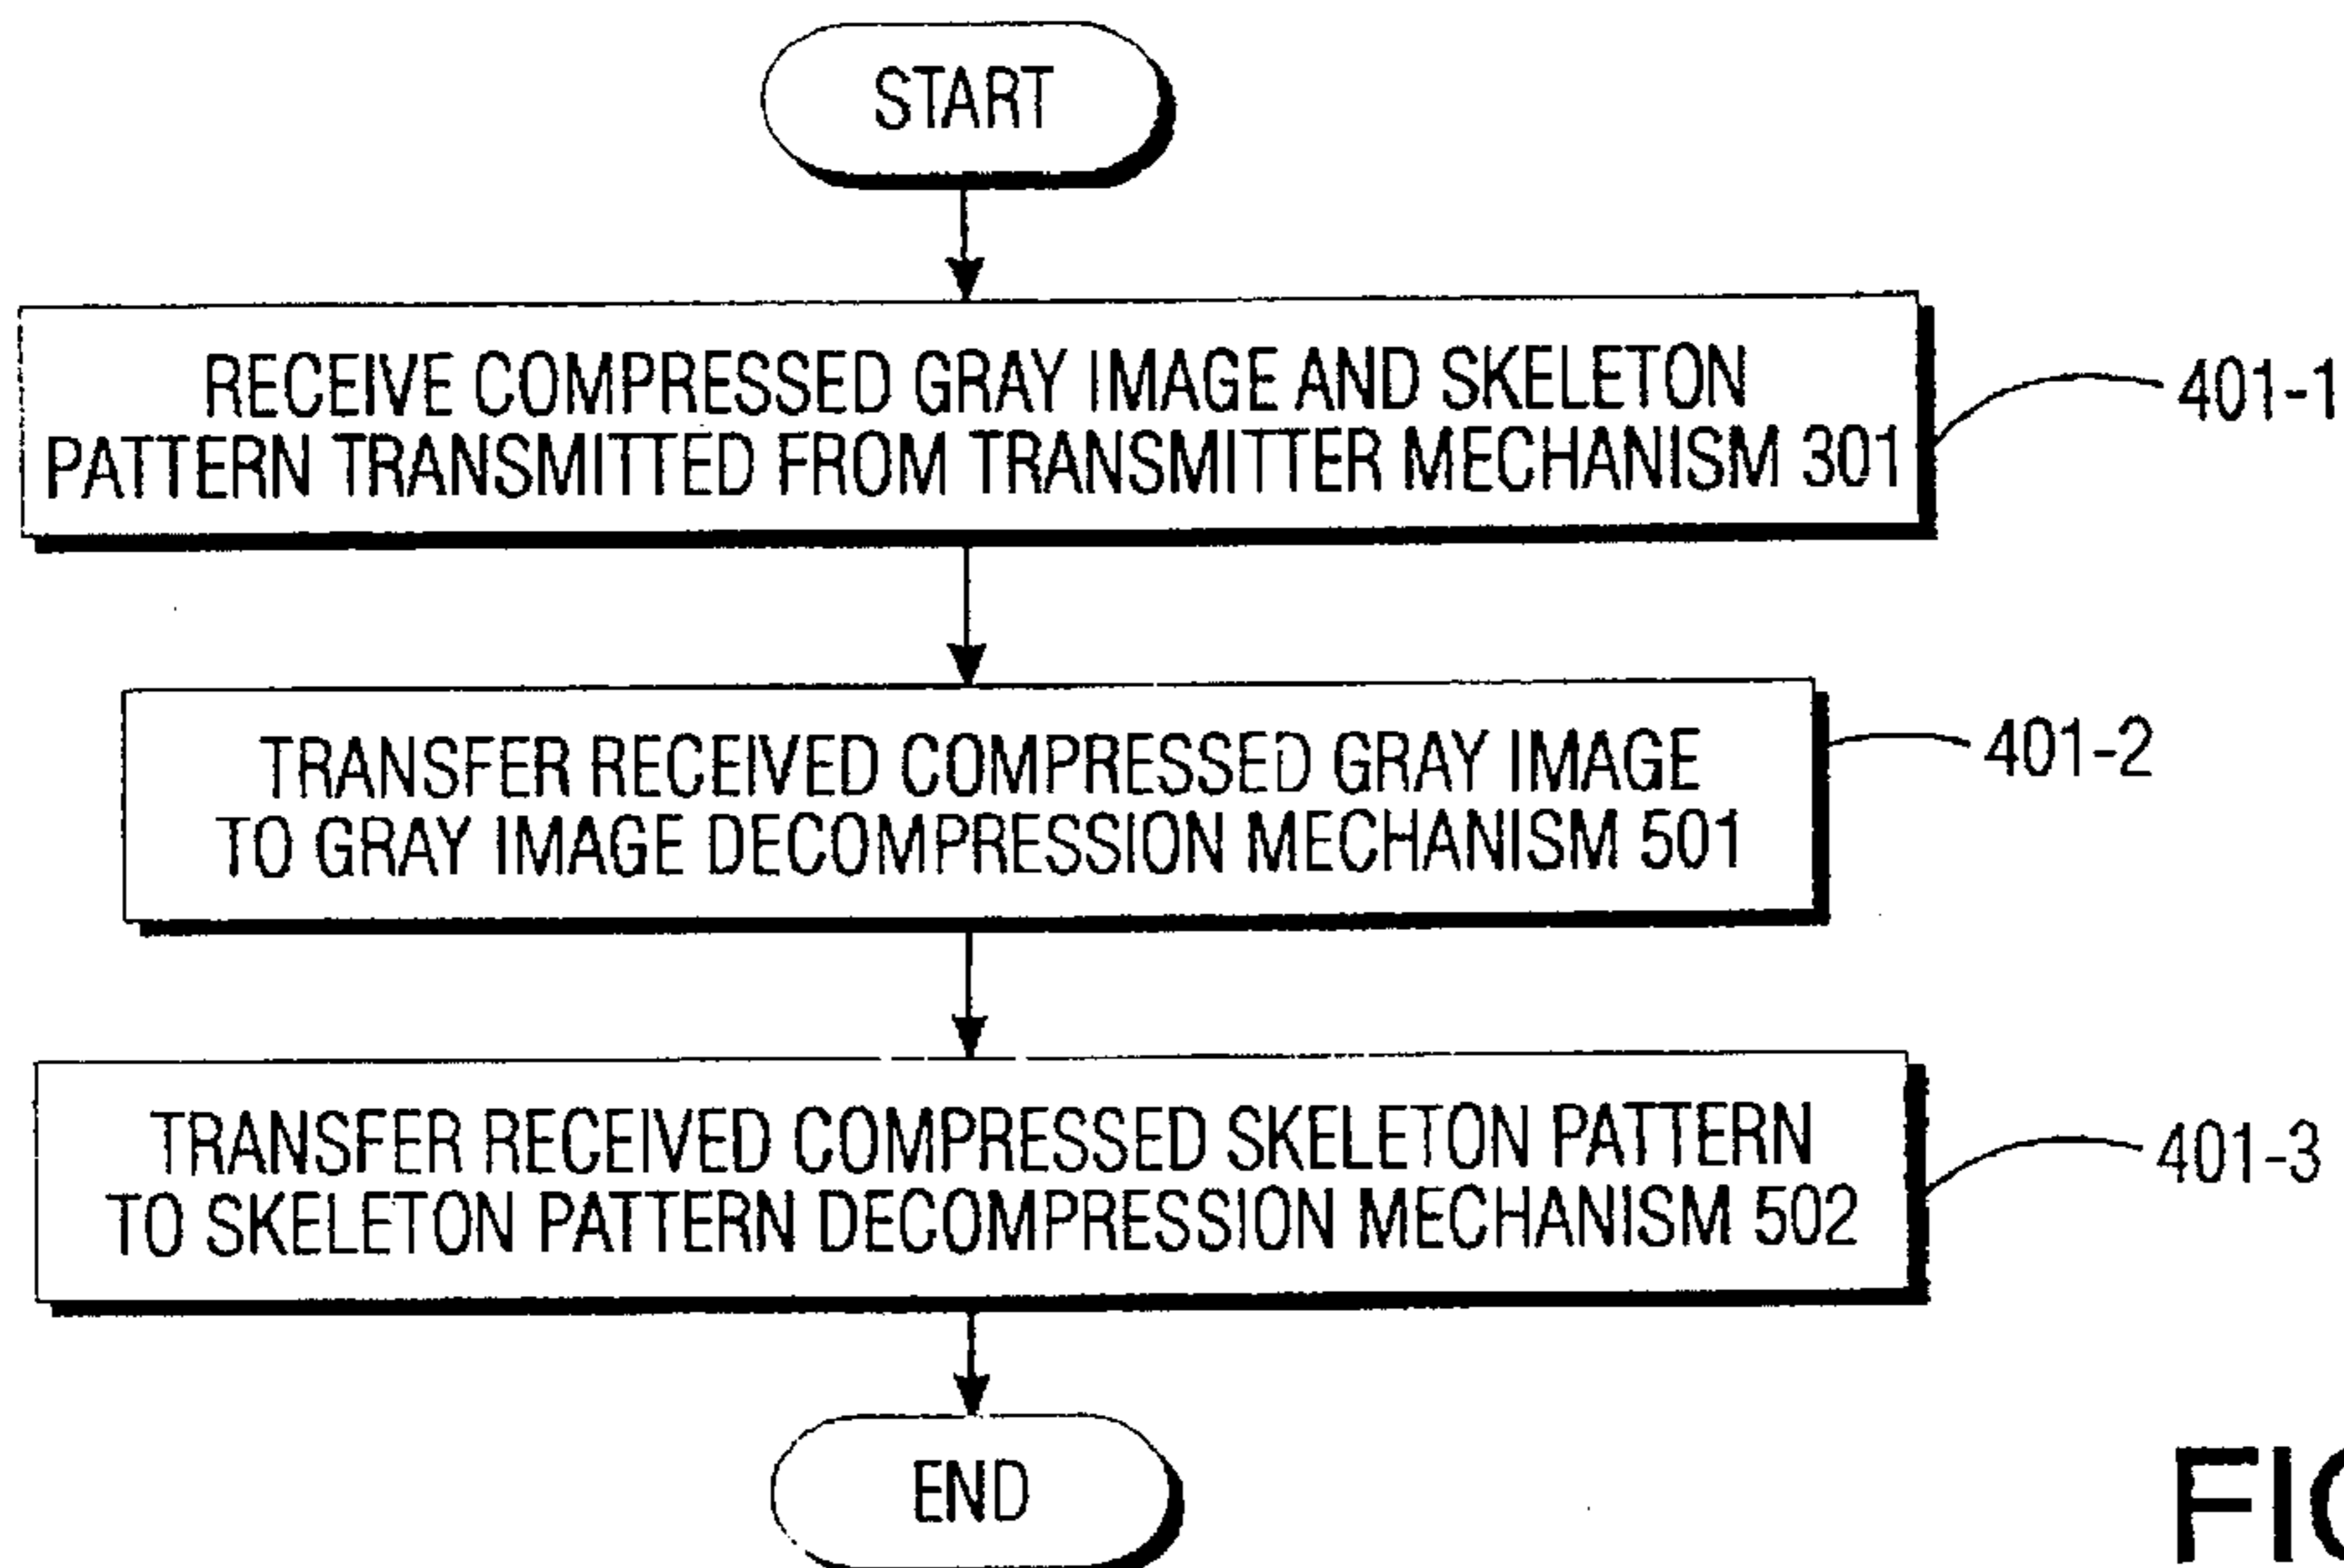 START
RECEIVE COMPRESSED GRAY IMAGE AND SKELETON
PATTERN TRANSMITTED FROM TRANSMITTER MECHANISM 301
401-1
TRANSFER RECEIVED COMPRESSED GRAY IMAGE
TO GRAY IMAGE DECOMPRESSION MECHANISM 501
401-2
TRANSFER RECEIVED COMPRESSED SKELETON PATTERN
TO SKELETON PATTERN DECOMPRESSION MECHANISM 502
401-3
END